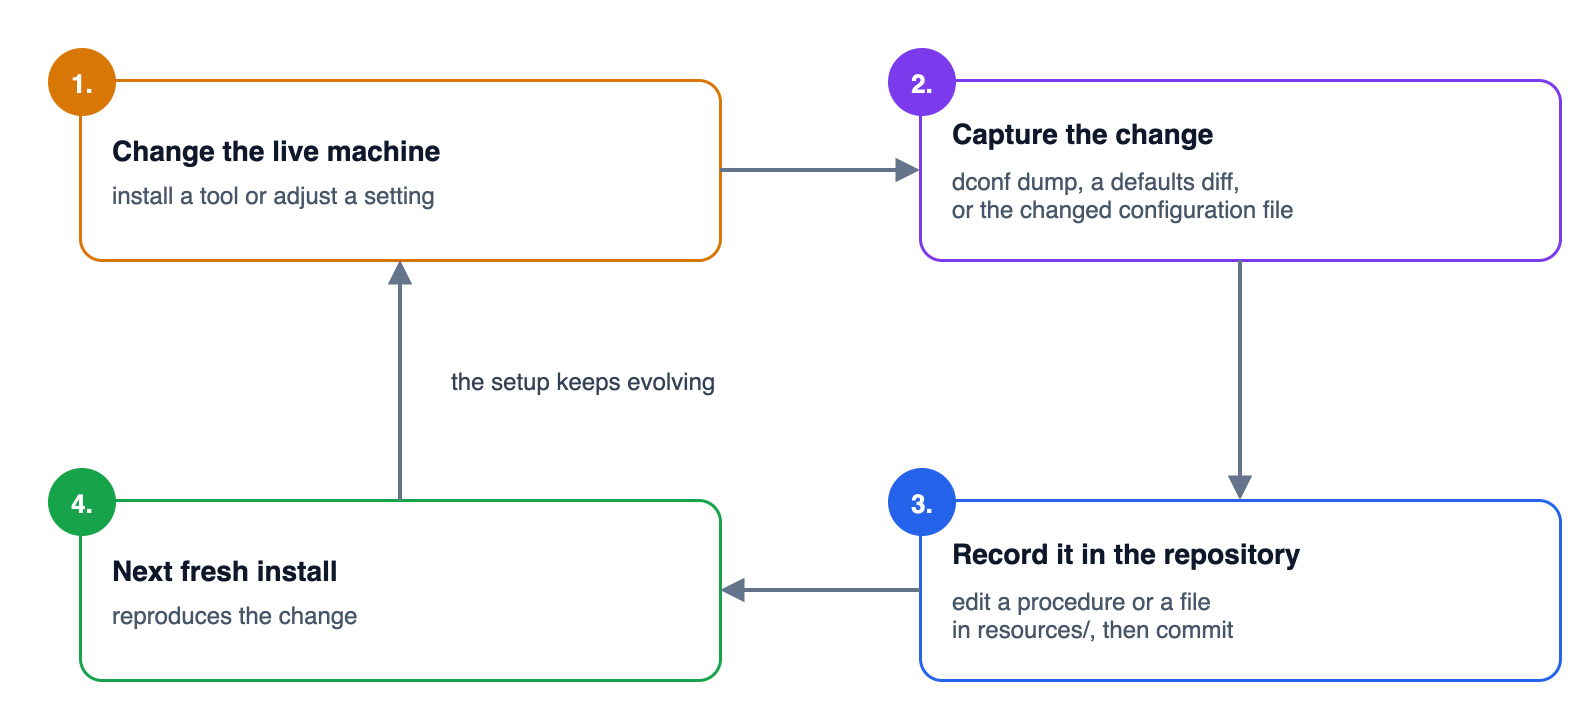 1.
Change the live machine
install a tool or adjust a setting
2.
Capture the change
dconf dump, a defaults diff,
or the changed configuration file
the setup keeps evolving
4.
Next fresh install
reproduces the change
3.
Record it in the repository
edit a procedure or a file
in resources/, then commit